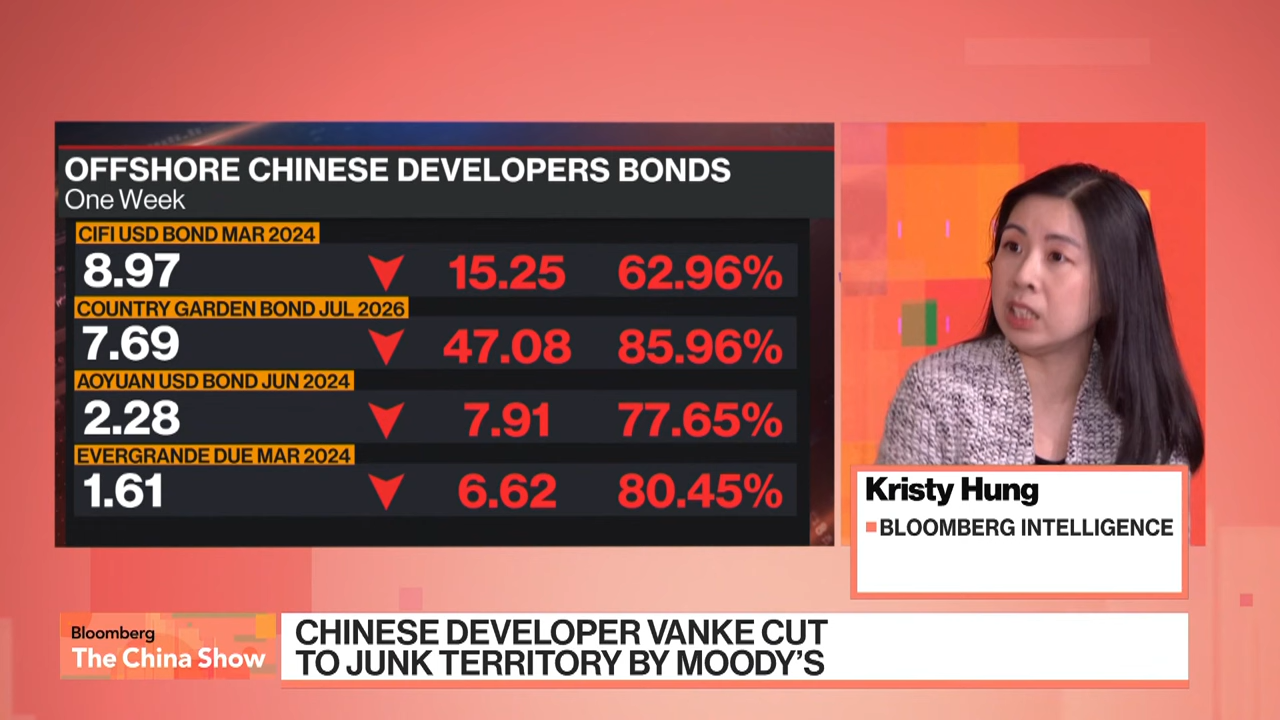 OFFSHORE CHINESE DEVELOPERS BONDS
One Week
CIFI USD BOND MAR 2024
8.97 15.25 62.96%
COUNTRY GARDEN BOND JUL 2026
7.69 47.08 85.96%
AOYUAN USD BOND JUN 2024
2.28 7.91 77.65%
EVERGRANDE DUE MAR 2024
1.61 6.62 80.45%
Kristy Hung
BLOOMBERG INTELLIGENCE
Bloomberg
The China Show
CHINESE DEVELOPER VANKE CUT
TO JUNK TERRITORY BY MOODY'S